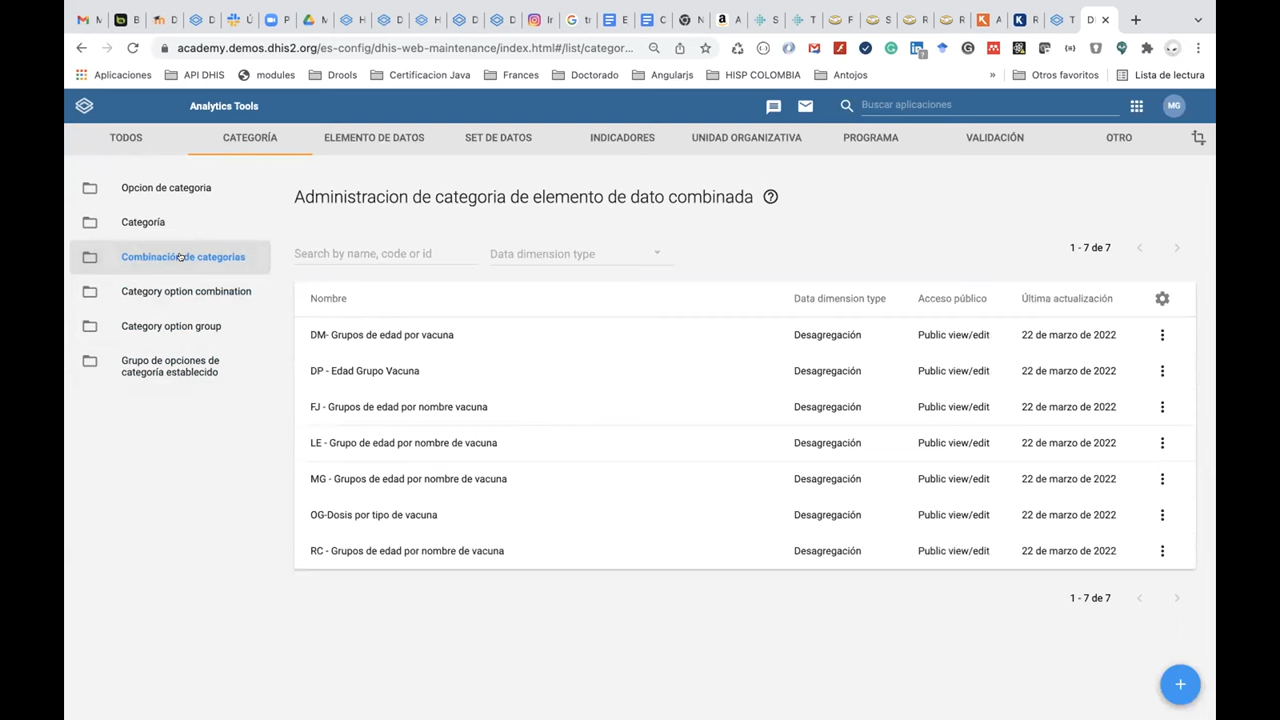 M b D Ú P M H D H D D Ir tr E C N A S T F S R R K R T D
academy.demos.dhis2.org/es-config/dhis-web-maintenance/index.html#/list/categor...
Aplicaciones API DHIS modules Drools Certificacion Java Frances Doctorado Angularjs HISP COLOMBIA Antojos » Otros favoritos Lista de lectura
Analytics Tools Buscar aplicaciones MG
TODOS CATEGORÍA ELEMENTO DE DATOS SET DE DATOS INDICADORES UNIDAD ORGANIZATIVA PROGRAMA VALIDACIÓN OTRO
Opcion de categoria
Categoría
Combinación de categorias
Category option combination
Category option group
Grupo de opciones de
categoría establecido
Administracion de categoria de elemento de dato combinada
Search by name, code or id Data dimension type 1 - 7 de 7
Nombre Data dimension type Acceso público Última actualización
DM- Grupos de edad por vacuna Desagregación Public view/edit 22 de marzo de 2022
DP - Edad Grupo Vacuna Desagregación Public view/edit 22 de marzo de 2022
FJ - Grupos de edad por nombre vacuna Desagregación Public view/edit 22 de marzo de 2022
LE - Grupo de edad por nombre de vacuna Desagregación Public view/edit 22 de marzo de 2022
MG - Grupos de edad por nombre de vacuna Desagregación Public view/edit 22 de marzo de 2022
OG-Dosis por tipo de vacuna Desagregación Public view/edit 22 de marzo de 2022
RC - Grupos de edad por nombre de vacuna Desagregación Public view/edit 22 de marzo de 2022
1 - 7 de 7